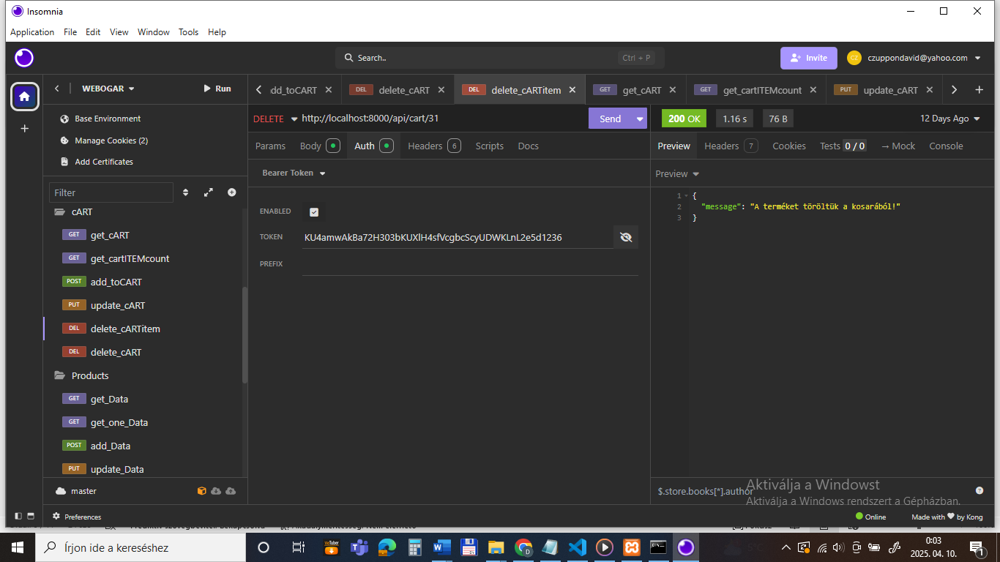 Insomnia
Application File Edit View Window Tools Help
Search.. Ctrl + P
Invite
CZ czuppondavid@yahoo.com
WEBOGAR
Run
Base Environment
Manage Cookies (2)
Add Certificates
Filter
cART
GET get_cART
GET get_cartITEMcount
POST add_toCART
PUT update_cART
DEL delete_cARTitem
DEL delete_cART
Products
GET get_Data
GET get_one_Data
POST add_Data
PUT update_Data
master
Preferences
dd_toCART
DEL delete_cART
DEL delete_cARTitem
GET get_cART
GET get_cartITEMcount
PUT update_cART
DELETE http://localhost:8000/api/cart/31 Send
Params Body Auth Headers 6 Scripts Docs
Bearer Token
ENABLED
TOKEN KU4amwAkBa72H303bKUXlH4sfVcgbcScyUDWKLnL2e5d1236
PREFIX
200 OK 1.16 s 76 B 12 Days Ago
Preview Headers 7 Cookies Tests 0 / 0 → Mock Console
Preview
1 {
2 "message": "A terméket töröltük a kosarából!"
3 }
$.store.books[*].author
Aktiválja a Windowst
Aktiválja a Windows rendszert a Gépházban.
Online Made with ❤ by Kong
Írjon ide a kereséshez
0:03
2025. 04. 10.
1